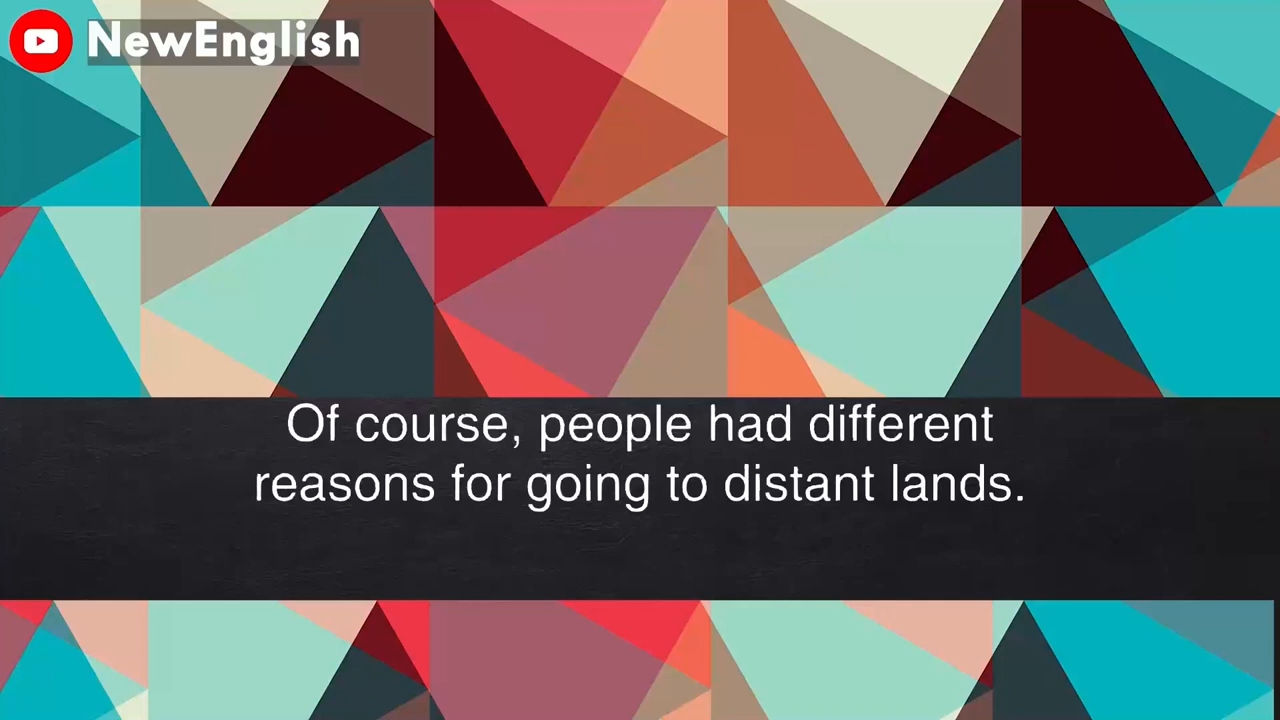 NewEnglish
Of course, people had different
reasons for going to distant lands.